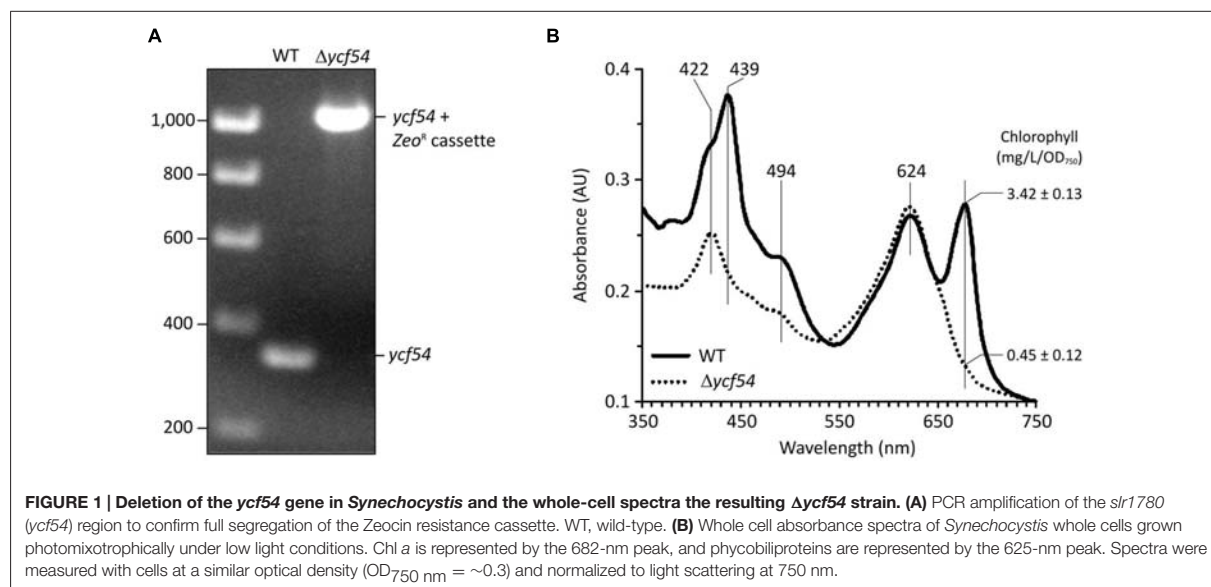 A
WT Δycf54
1,000
800
600
400
200
ycf54 +
Zeoᴿ cassette
ycf54
B
Absorbance (AU)
0.4
0.3
0.2
0.1
422 439
494
624
Chlorophyll
(mg/L/OD₇₅₀)
3.42 ± 0.13
0.45 ± 0.12
WT
Δycf54
350 450 550 650 750
Wavelength (nm)
FIGURE 1 | Deletion of the ycf54 gene in Synechocystis and the whole-cell spectra the resulting Δycf54 strain. (A) PCR amplification of the slr1780
(ycf54) region to confirm full segregation of the Zeocin resistance cassette. WT, wild-type. (B) Whole cell absorbance spectra of Synechocystis whole cells grown
photomixotrophically under low light conditions. Chl a is represented by the 682-nm peak, and phycobiliproteins are represented by the 625-nm peak. Spectra were
measured with cells at a similar optical density (OD750 nm = ~0.3) and normalized to light scattering at 750 nm.